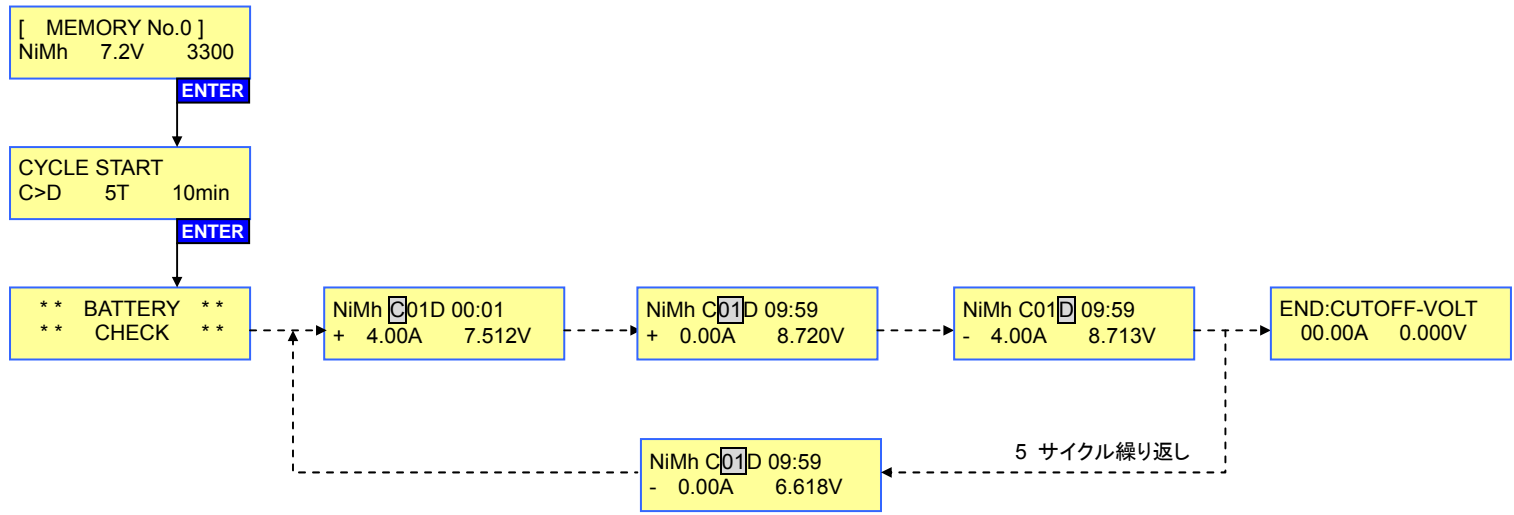 [ MEMORY No.0 ]
NiMh 7.2V 3300
ENTER
CYCLE START
C>D 5T 10min
ENTER
* * BATTERY * *
* * CHECK * *
NiMh C01D 00:01
+ 4.00A 7.512V
NiMh C01D 09:59
+ 0.00A 8.720V
NiMh C01D 09:59
- 4.00A 8.713V
END:CUTOFF-VOLT
00.00A 0.000V
5 サイクル繰り返し
NiMh C01D 09:59
- 0.00A 6.618V